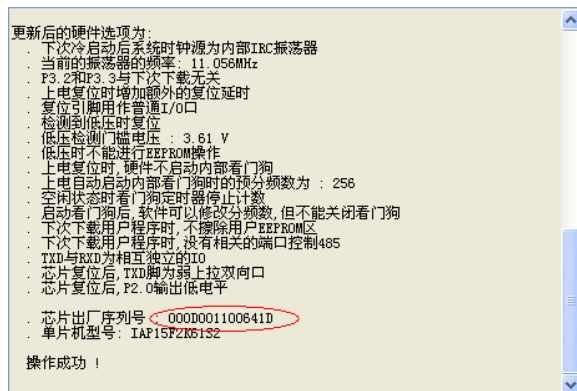 更新后的硬件选项为:
. 下次冷启动后系统时钟源为内部IRC振荡器
. 当前的振荡器的频率: 11.056MHz
. P3.2和P3.3与下次下载无关
. 上电复位时增加额外的复位延时
. 复位引脚用作普通I/O口
. 检测到低压时复位
. 低压检测门槛电压 : 3.61 V
. 低压时不能进行EEPROM操作
. 上电复位时,硬件不启动内部看门狗
. 上电自动启动内部看门狗时的预分频数为 : 256
. 空闲状态时看门狗定时器停止计数
. 启动看门狗后,软件可以修改分频数,但不能关闭看门狗
. 下次下载用户程序时,不擦除用户EEPROM区
. 下次下载用户程序时,没有相关的端口控制485
. TXD与RXD为相互独立的IO
. 芯片复位后,TXD脚为弱上拉双向口
. 芯片复位后,P2.0输出低电平
. 芯片出厂序列号 : 000D001100641D
. 单片机型号: IAP15F2K61S2
操作成功 !